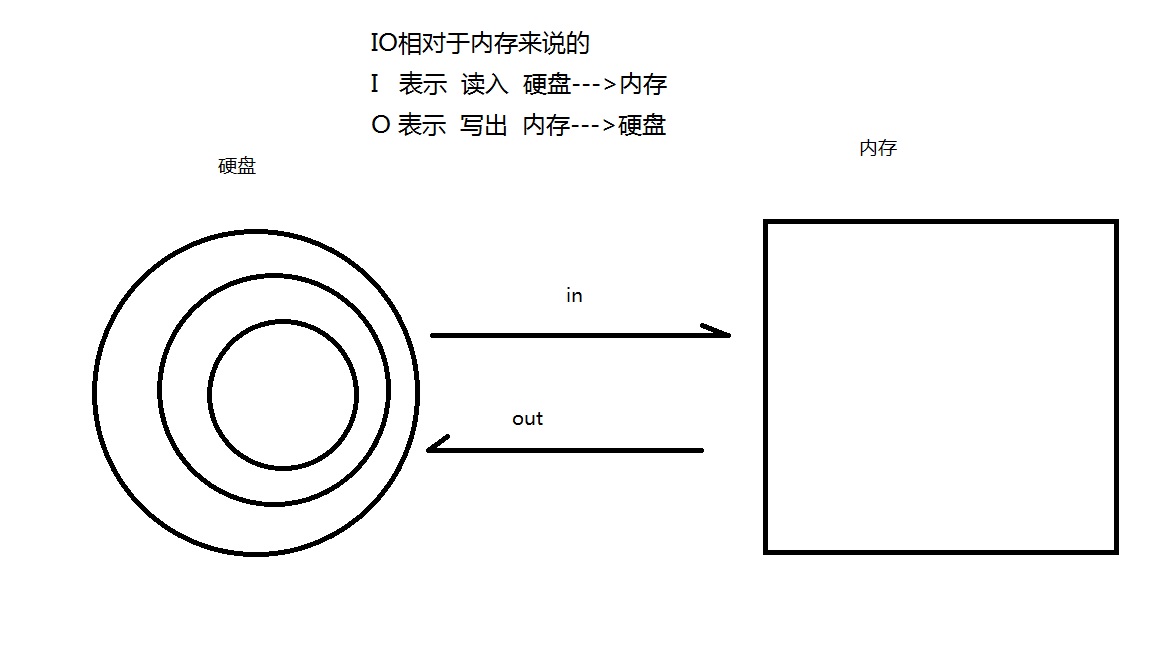 IO相对于内存来说的
I 表示 读入 硬盘--->内存
O 表示 写出 内存--->硬盘
硬盘
内存
in
out